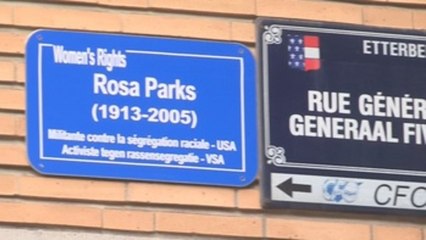 Women's Rights
Rosa Parks
(1913-2005)
Militante contre la ségrégation raciale - USA
Activiste tegen rassensegregatie - VSA
ETTERBE
RUE GÉNÉR
GENERAAL FIV
CFC